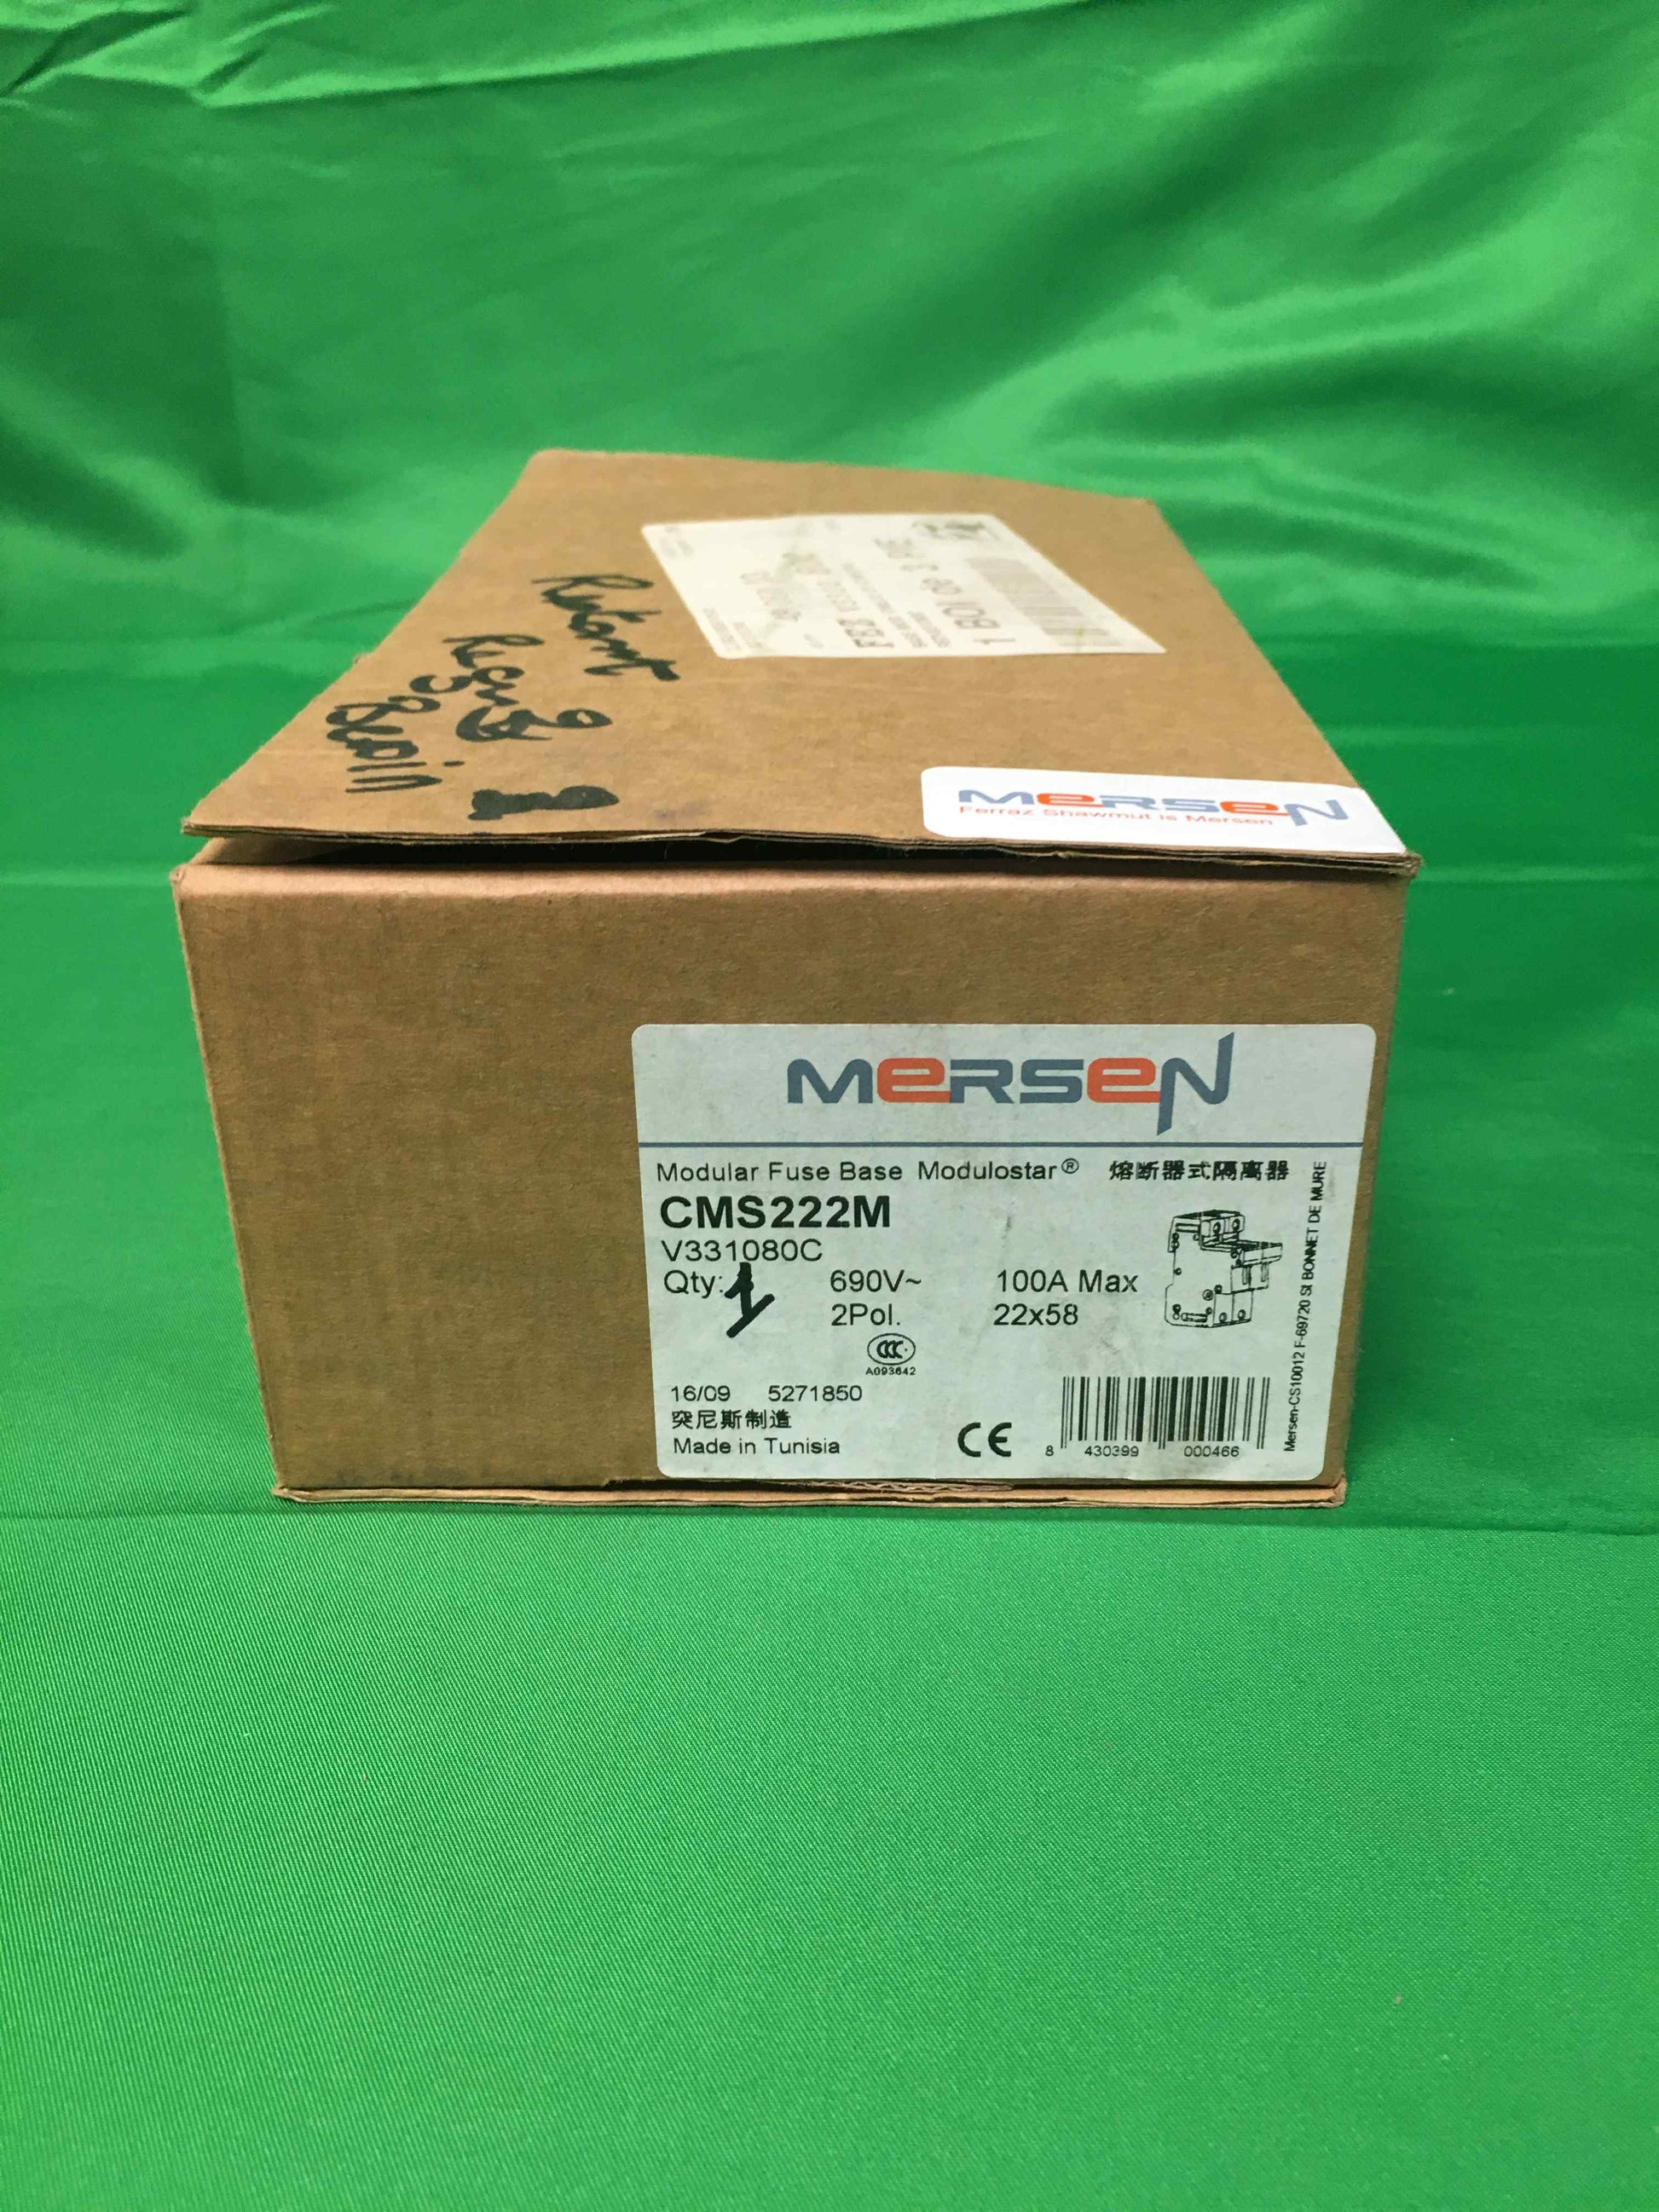 Retour
MERSEN
Ferraz Shawmut is Mersen
MERSEN
Modular Fuse Base Modulostar® 熔断器式隔离器
CMS222M
V331080C
Qty: 1 690V~ 100A Max
2Pol. 22x58
CCC
A093642
16/09 5271850
突尼斯制造
Made in Tunisia
CE
8 430399 000466
Mersen-CS10012 F-69720 St BONNET DE MURE